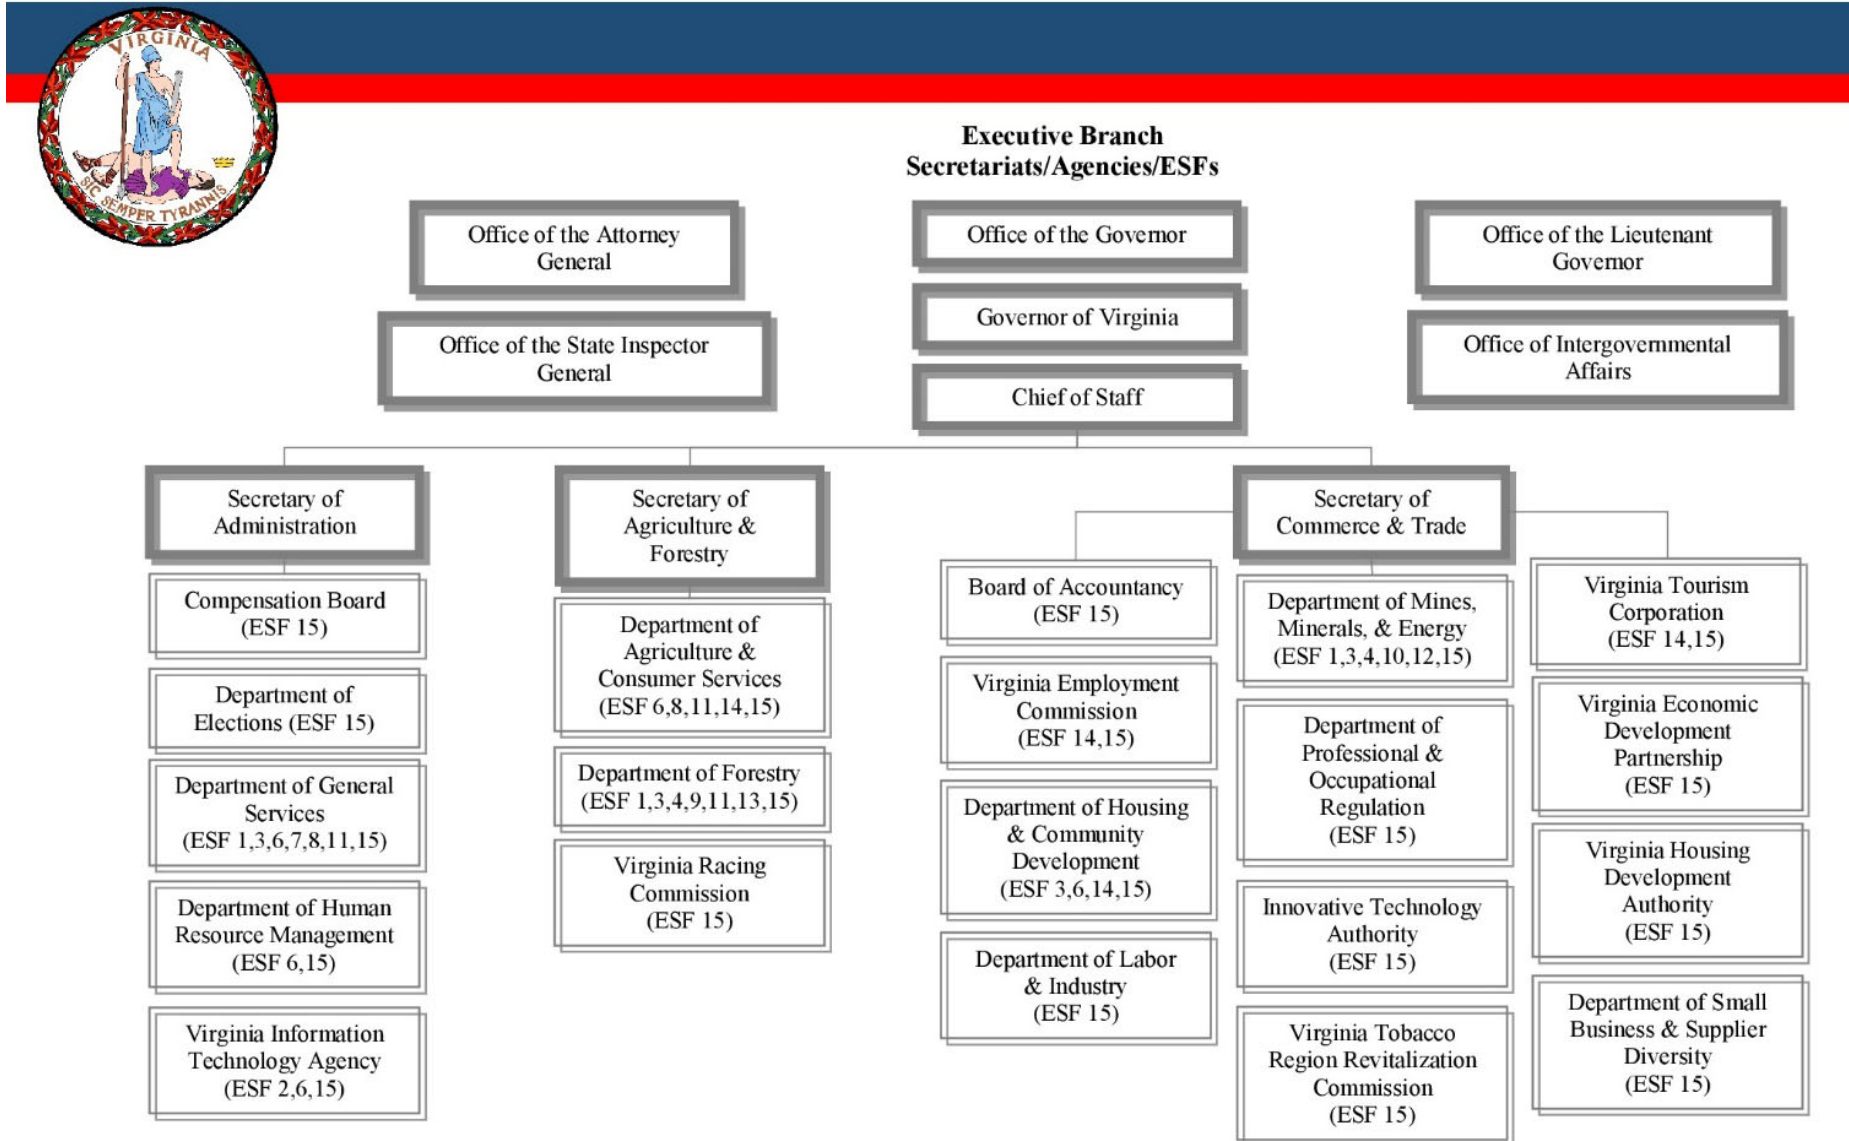 VIRGINIA
SIC SEMPER TYRANNIS
Executive Branch
Secretariats/Agencies/ESFs
Office of the Attorney
General
Office of the Governor
Office of the Lieutenant
Governor
Office of the State Inspector
General
Governor of Virginia
Office of Intergovernmental
Affairs
Chief of Staff
Secretary of
Administration
Compensation Board
(ESF 15)
Department of
Elections (ESF 15)
Department of General
Services
(ESF 1,3,6,7,8,11,15)
Department of Human
Resource Management
(ESF 6,15)
Virginia Information
Technology Agency
(ESF 2,6,15)
Secretary of
Agriculture &
Forestry
Department of
Agriculture &
Consumer Services
(ESF 6,8,11,14,15)
Department of Forestry
(ESF 1,3,4,9,11,13,15)
Virginia Racing
Commission
(ESF 15)
Secretary of
Commerce & Trade
Board of Accountancy
(ESF 15)
Virginia Employment
Commission
(ESF 14,15)
Department of Housing
& Community
Development
(ESF 3,6,14,15)
Department of Labor
& Industry
(ESF 15)
Department of Mines,
Minerals, & Energy
(ESF 1,3,4,10,12,15)
Department of
Professional &
Occupational
Regulation
(ESF 15)
Innovative Technology
Authority
(ESF 15)
Virginia Tobacco
Region Revitalization
Commission
(ESF 15)
Virginia Tourism
Corporation
(ESF 14,15)
Virginia Economic
Development
Partnership
(ESF 15)
Virginia Housing
Development
Authority
(ESF 15)
Department of Small
Business & Supplier
Diversity
(ESF 15)